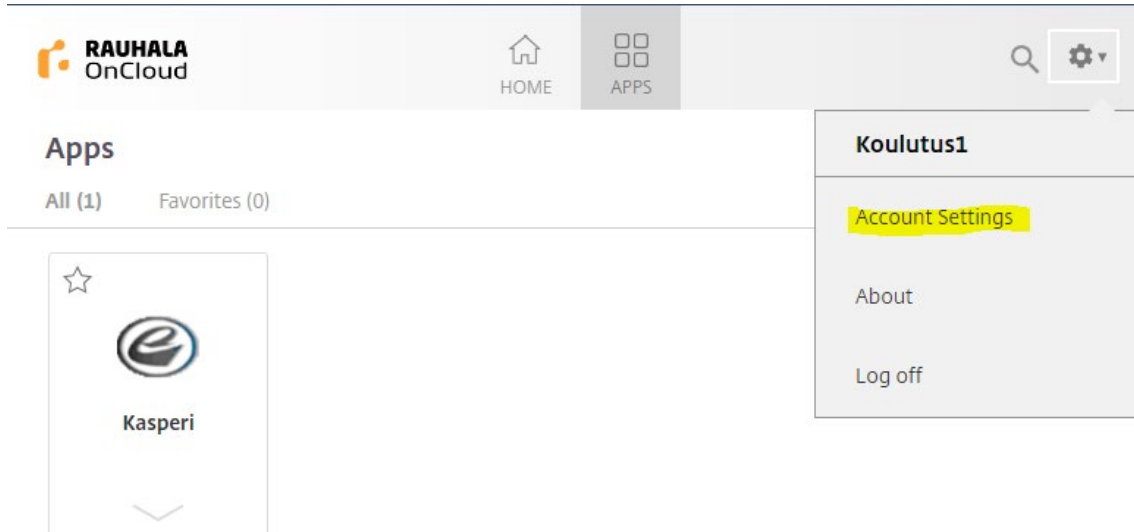 RAUHALA
OnCloud
HOME
APPS
Apps
All (1)
Favorites (0)
Kasperi
Koulutus1
Account Settings
About
Log off